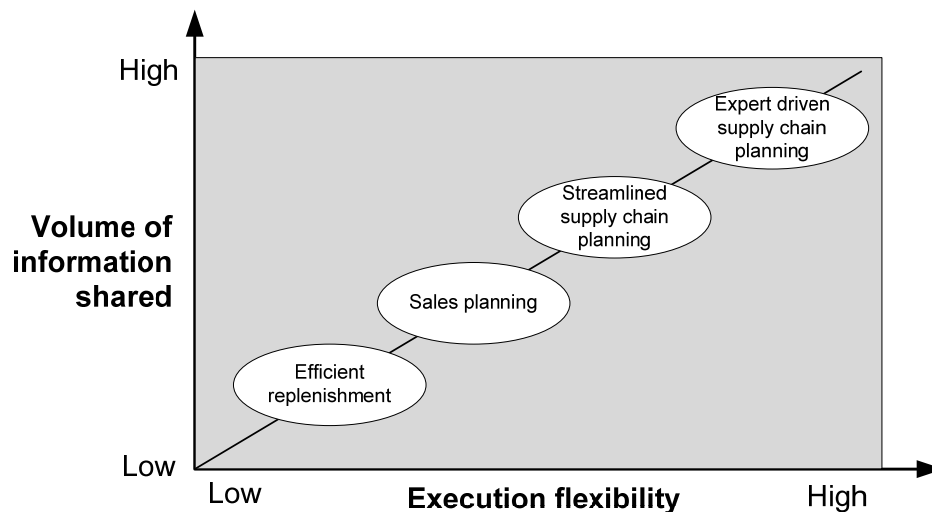 High
Expert driven
supply chain
planning
Streamlined
supply chain
planning
Volume of
information
shared
Sales planning
Efficient
replenishment
Low
Low
Execution flexibility
High